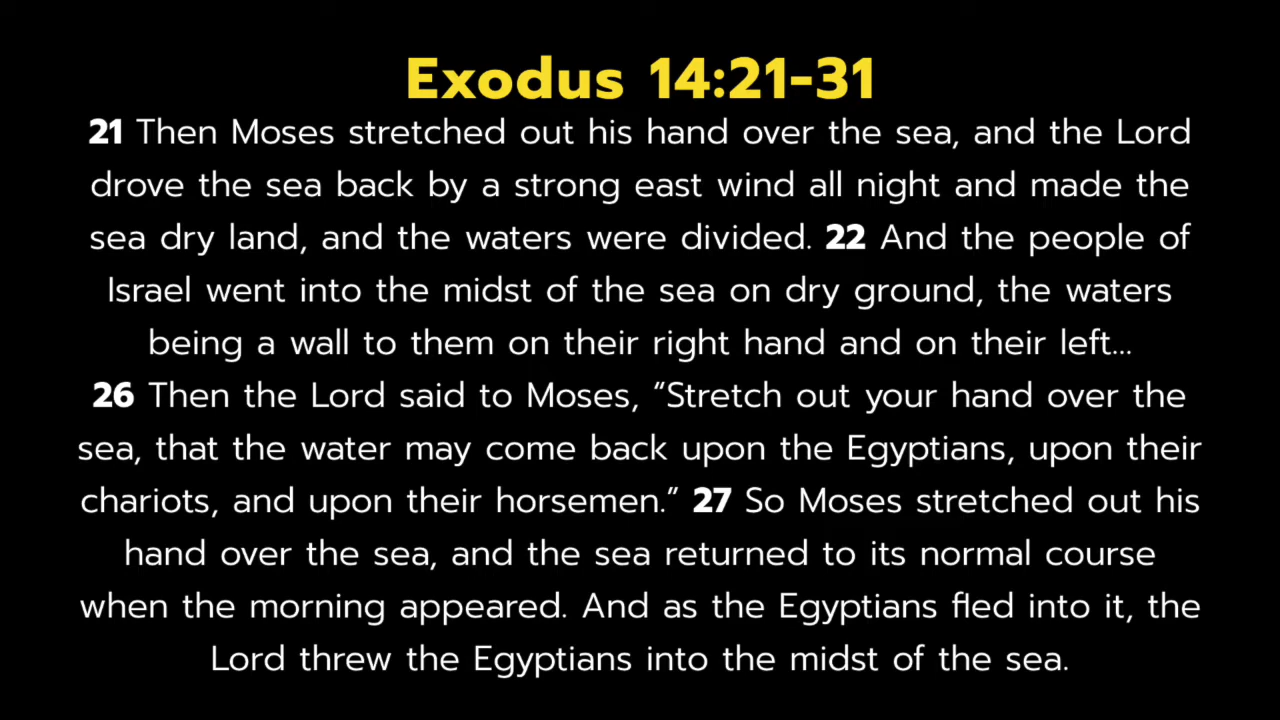 Exodus 14:21-31
21 Then Moses stretched out his hand over the sea, and the Lord
drove the sea back by a strong east wind all night and made the
sea dry land, and the waters were divided. 22 And the people of
Israel went into the midst of the sea on dry ground, the waters
being a wall to them on their right hand and on their left...
26 Then the Lord said to Moses, “Stretch out your hand over the
sea, that the water may come back upon the Egyptians, upon their
chariots, and upon their horsemen.” 27 So Moses stretched out his
hand over the sea, and the sea returned to its normal course
when the morning appeared. And as the Egyptians fled into it, the
Lord threw the Egyptians into the midst of the sea.